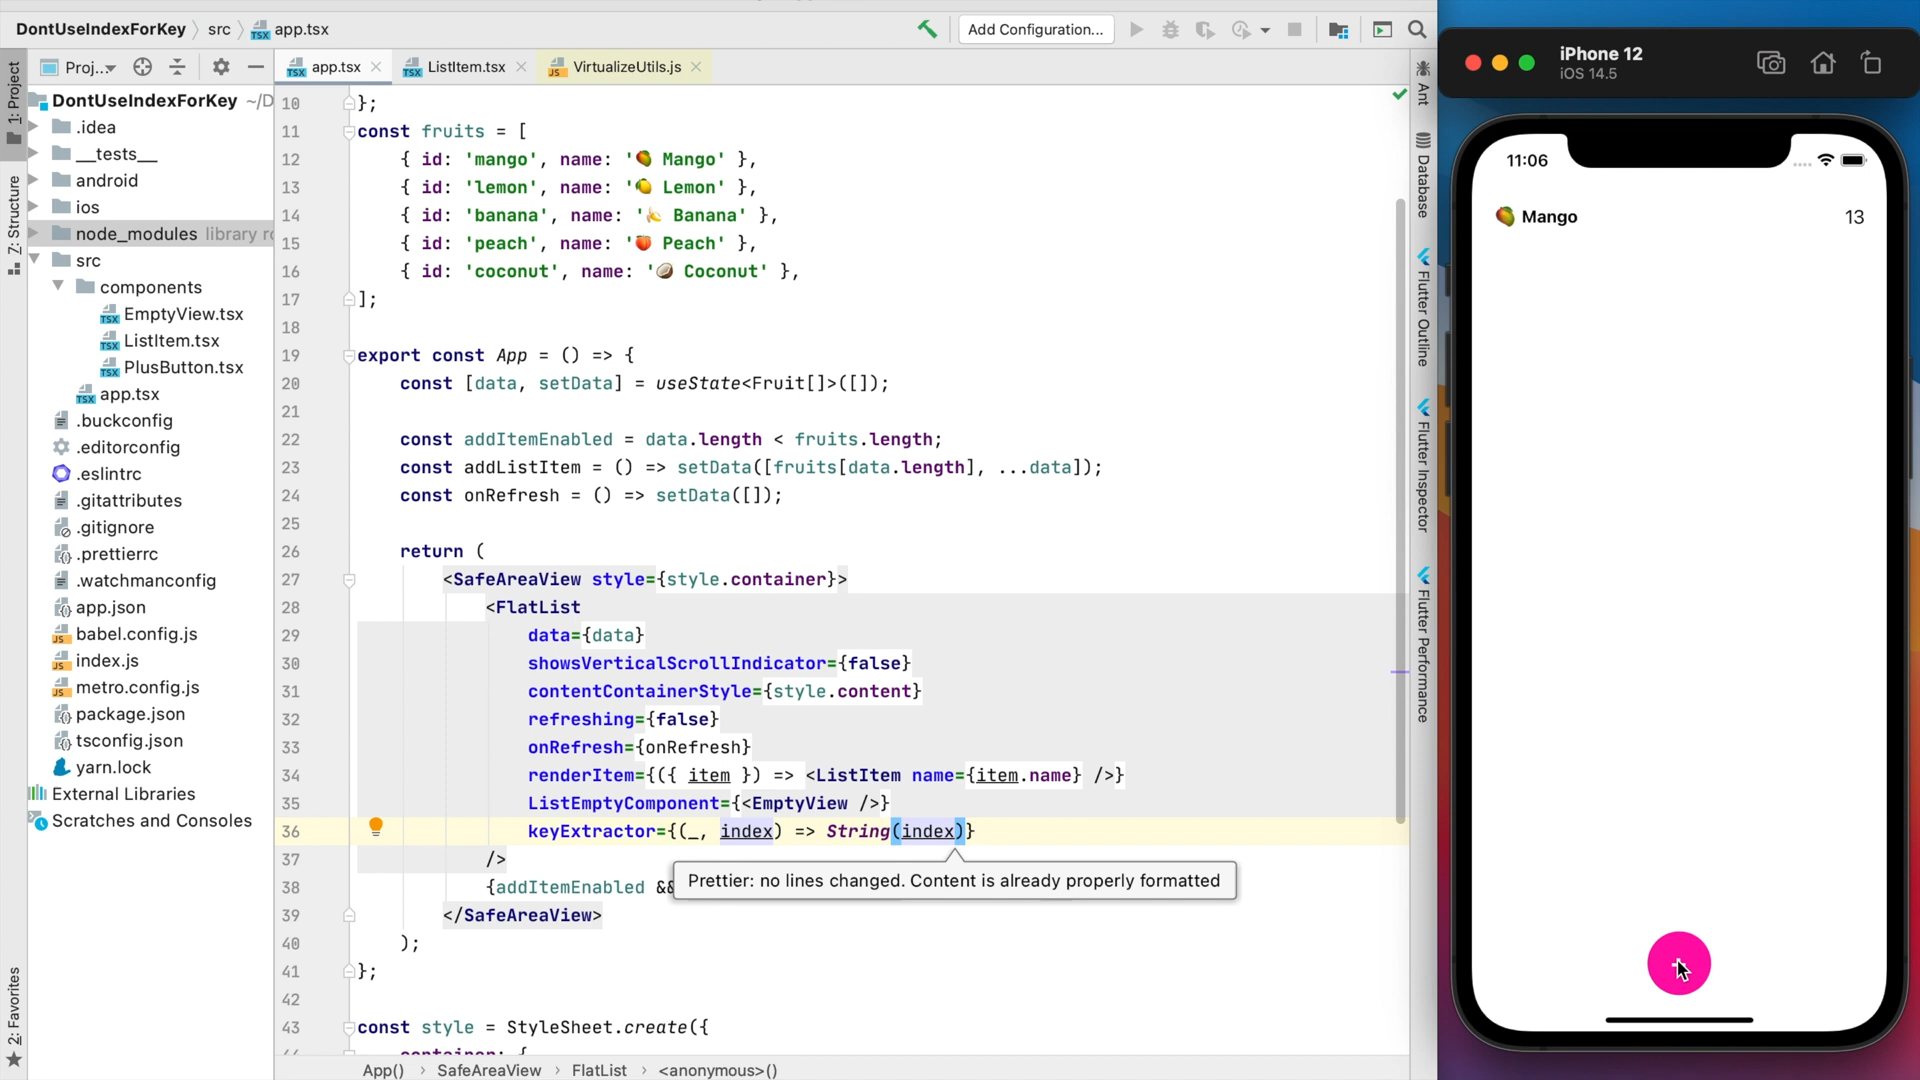 DontUseIndexForKey src app.tsx
Add Configuration...
Proj...
app.tsx
ListItem.tsx
VirtualizeUtils.js
1: Project
Z: Structure
2: Favorites
DontUseIndexForKey ~/D
.idea
__tests__
android
ios
node_modules library ro
src
components
EmptyView.tsx
ListItem.tsx
PlusButton.tsx
app.tsx
.buckconfig
.editorconfig
.eslintrc
.gitattributes
.gitignore
.prettierrc
.watchmanconfig
app.json
babel.config.js
index.js
metro.config.js
package.json
tsconfig.json
yarn.lock
External Libraries
Scratches and Consoles
10 };
11 const fruits = [
12 { id: 'mango', name: '🥭 Mango' },
13 { id: 'lemon', name: '🍋 Lemon' },
14 { id: 'banana', name: '🍌 Banana' },
15 { id: 'peach', name: '🍑 Peach' },
16 { id: 'coconut', name: '🥥 Coconut' },
17 ];
18
19 export const App = () => {
20 const [data, setData] = useState<Fruit[]>([]);
21
22 const addItemEnabled = data.length < fruits.length;
23 const addListItem = () => setData([fruits[data.length], ...data]);
24 const onRefresh = () => setData([]);
25
26 return (
27 <SafeAreaView style={style.container}>
28 <FlatList
29 data={data}
30 showsVerticalScrollIndicator={false}
31 contentContainerStyle={style.content}
32 refreshing={false}
33 onRefresh={onRefresh}
34 renderItem={({ item }) => <ListItem name={item.name} />}
35 ListEmptyComponent={<EmptyView />}
36 keyExtractor={(_, index) => String(index)}
37 />
38 {addItemEnabled &&
39 </SafeAreaView>
40 );
41 };
42
43 const style = StyleSheet.create({
44 container: {
Prettier: no lines changed. Content is already properly formatted
App() › SafeAreaView › FlatList › <anonymous>()
Ant
Database
Flutter Outline
Flutter Inspector
Flutter Performance
iPhone 12
iOS 14.5
11:06
🥭 Mango 13